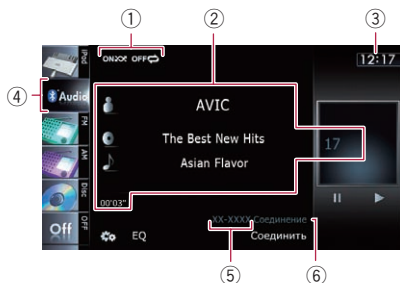 ① ② ③
ON OFF 12:17
iPod
④ Audio
FM
AM
Disc
OFF
Off
AVIC
The Best New Hits
Asian Flavor
17
00'03"
XX-XXXX Соединение
EQ Соединить
⑤ ⑥